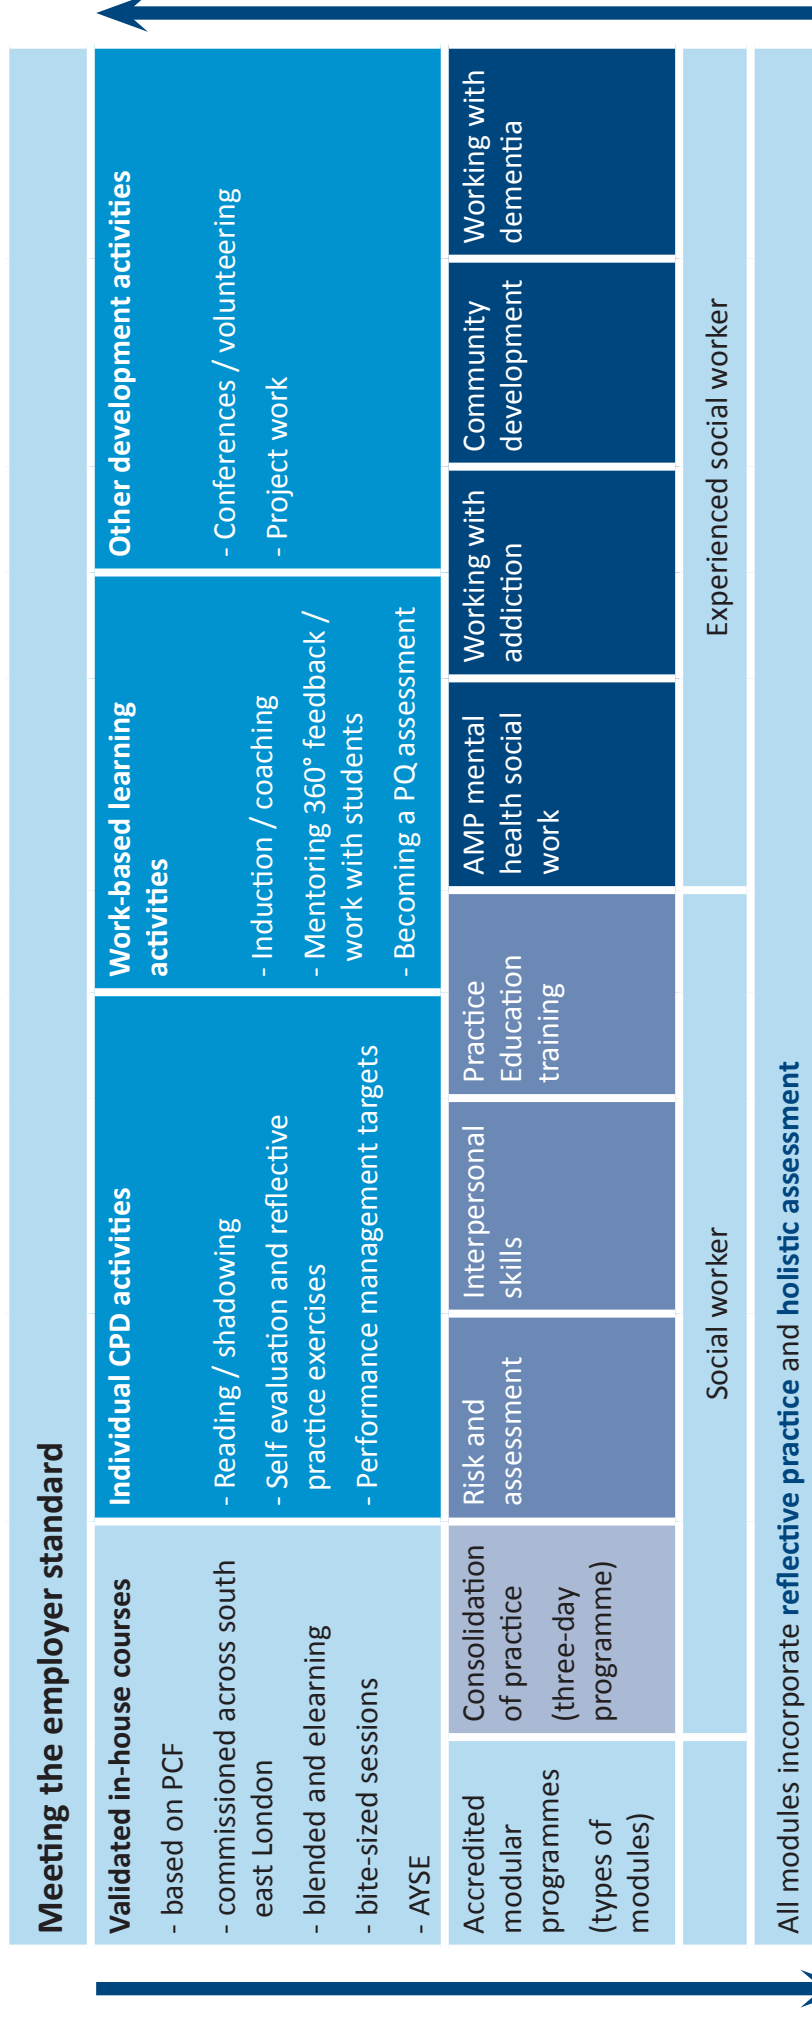 Meeting the employer standard
Validated in-house courses
- based on PCF
- commissioned across south
east London
- blended and elearning
- bite-sized sessions
- AYSE
Individual CPD activities
- Reading / shadowing
- Self evaluation and reflective
practice exercises
- Performance management targets
Work-based learning
activities
- Induction / coaching
- Mentoring 360° feedback /
work with students
- Becoming a PQ assessment
Other development activities
- Conferences / volunteering
- Project work
Accredited
modular
programmes
(types of
modules)
Consolidation
of practice
(three-day
programme)
Risk and
assessment
Interpersonal
skills
Practice
Education
training
AMP mental
health social
work
Working with
addiction
Community
development
Working with
dementia
Social worker
Experienced social worker
All modules incorporate reflective practice and holistic assessment